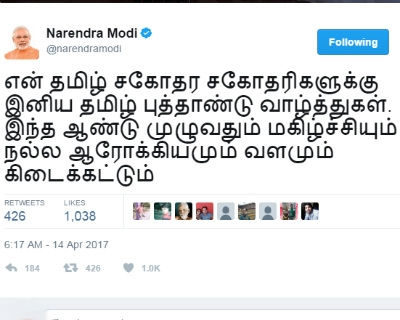 Narendra Modi
@narendramodi
Following
என் தமிழ் சகோதர சகோதரிகளுக்கு
இனிய தமிழ் புத்தாண்டு வாழ்த்துகள்.
இந்த ஆண்டு முழுவதும் மகிழ்ச்சியும்
நல்ல ஆரோக்கியமும் வளமும்
கிடைக்கட்டும்
RETWEETS LIKES
426 1,038
6:17 AM - 14 Apr 2017
184 426 1.0K